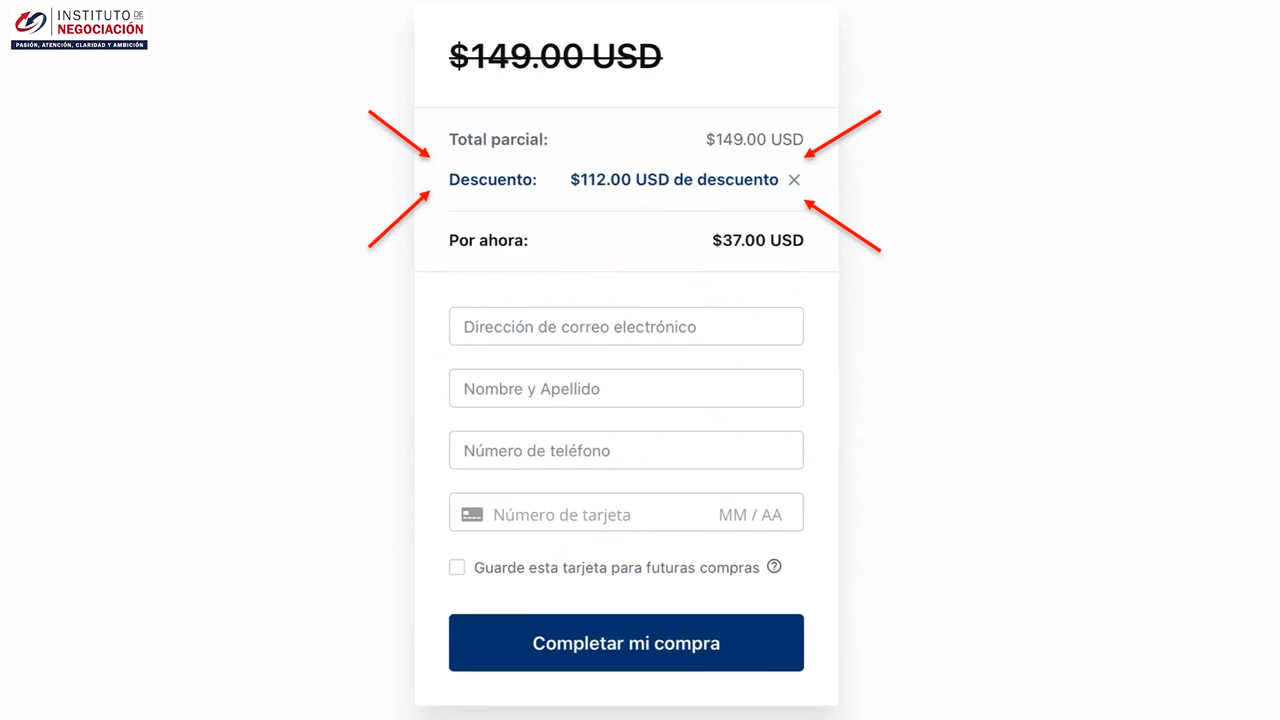 INSTITUTO DE
NEGOCIACIÓN
PASIÓN, ATENCIÓN, CLARIDAD Y AMBICIÓN
$149.00 USD
Total parcial: $149.00 USD
Descuento: $112.00 USD de descuento
Por ahora: $37.00 USD
Dirección de correo electrónico
Nombre y Apellido
Número de teléfono
Número de tarjeta MM / AA
Guarde esta tarjeta para futuras compras
Completar mi compra